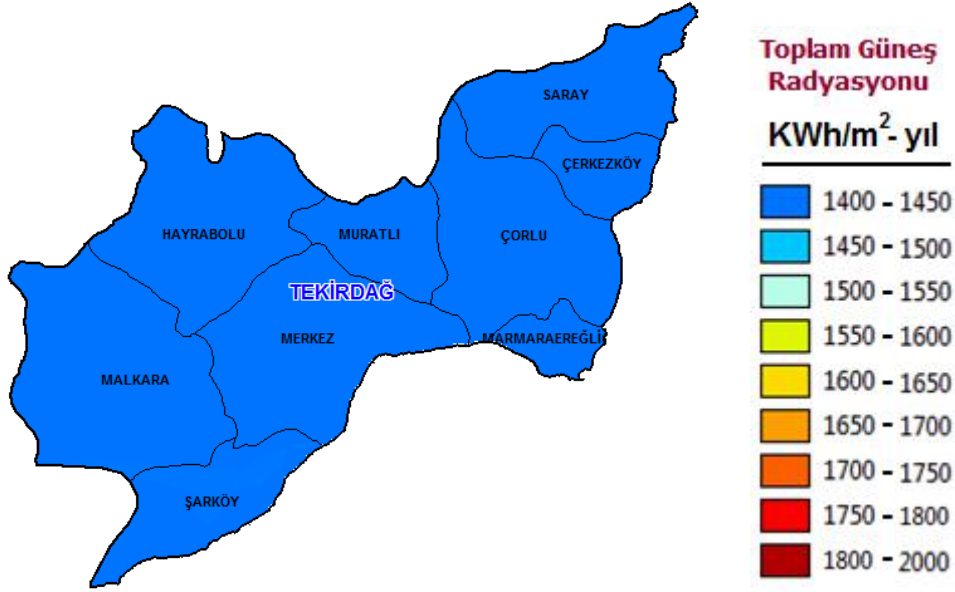 SARAY
ÇERKEZKÖY
HAYRABOLU
MURATLI
ÇORLU
TEKİRDAĞ
MERKEZ
MARMARAEREĞLİ
MALKARA
ŞARKÖY
Toplam Güneş
Radyasyonu
KWh/m²- yıl
1400 - 1450
1450 - 1500
1500 - 1550
1550 - 1600
1600 - 1650
1650 - 1700
1700 - 1750
1750 - 1800
1800 - 2000